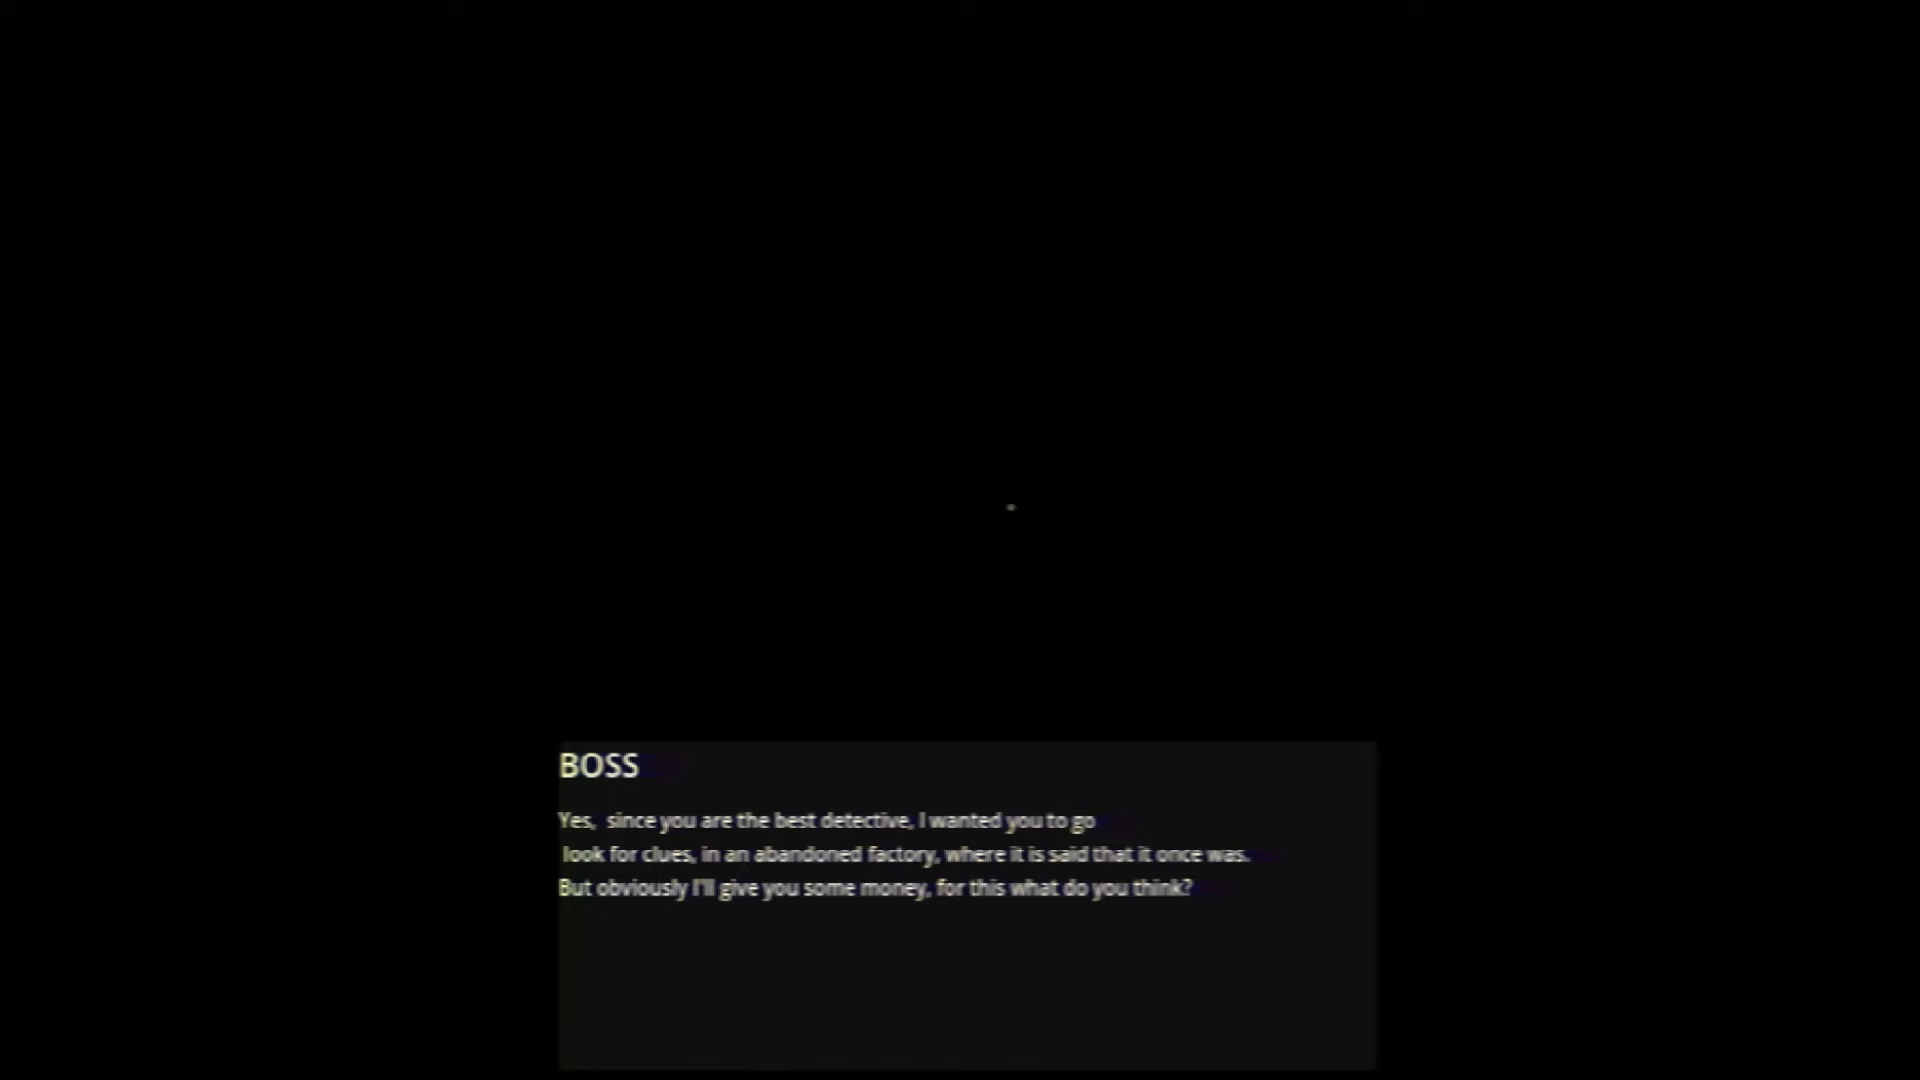 BOSS
Yes,  since you are the best detective, I wanted you to go
look for clues, in an abandoned factory, where it is said that it once was.
But obviously I'll give you some money, for this what do you think?